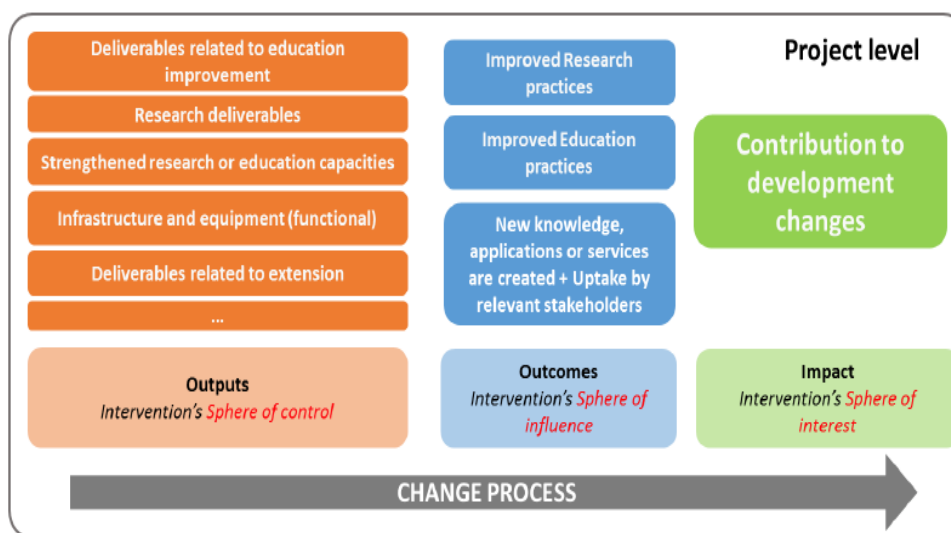 Project level
Deliverables related to education
improvement
Research deliverables
Strengthened research or education capacities
Infrastructure and equipment (functional)
Deliverables related to extension
...
Improved Research
practices
Improved Education
practices
New knowledge,
applications or services
are created + Uptake by
relevant stakeholders
Contribution to
development
changes
Outputs
Intervention's Sphere of control
Outcomes
Intervention's Sphere of
influence
Impact
Intervention's Sphere of
interest
CHANGE PROCESS